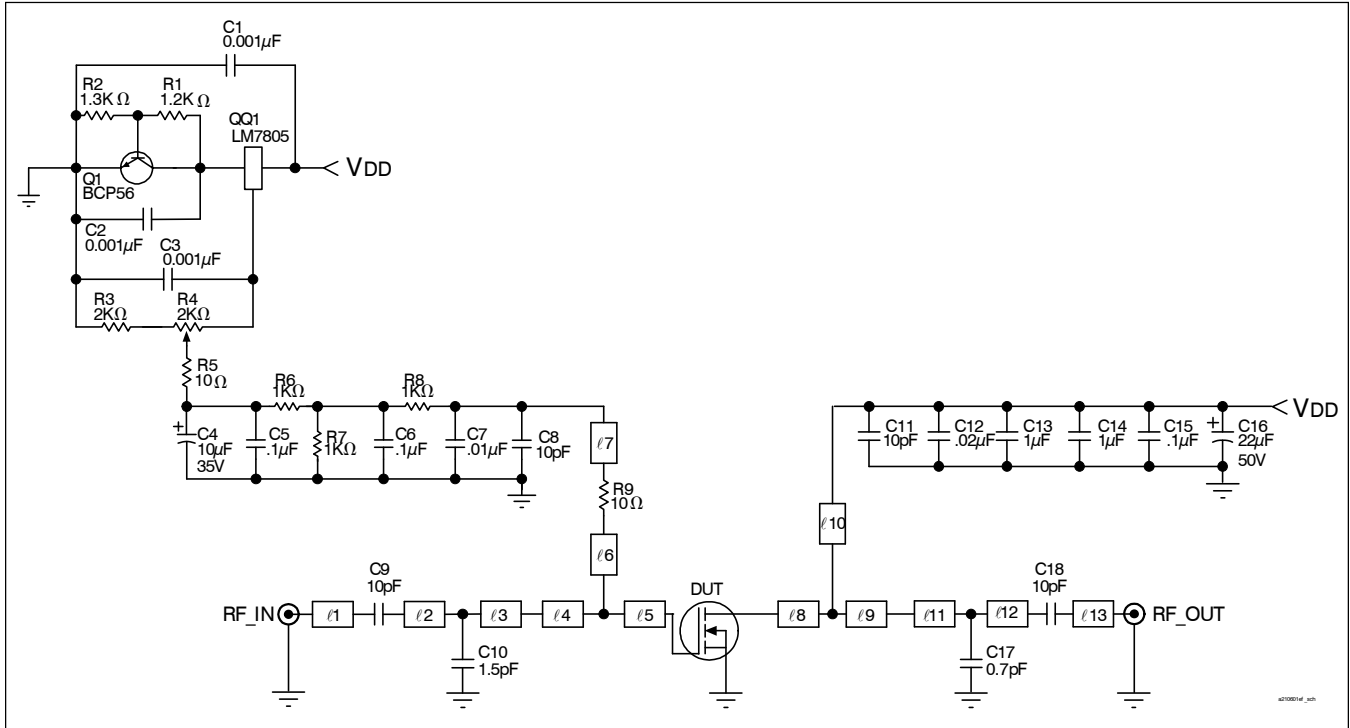 C1
0.001µF
R2
1.3K Ω
R1
1.2K Ω
QQ1
LM7805
VDD
Q1
BCP56
C2
0.001µF
C3
0.001µF
R3
2KΩ
R4
2KΩ
R5
10Ω
R6
1KΩ
R8
1KΩ
VDD
+
C4
10µF
35V
C5
.1µF
R7
1KΩ
C6
.1µF
C7
.01µF
C8
10pF
ℓ7
R9
10Ω
C11
10pF
C12
.02µF
C13
1µF
C14
1µF
C15
.1µF
+
C16
22µF
50V
ℓ10
ℓ6
C9
10pF
DUT
C18
10pF
RF_IN
ℓ1
ℓ2
ℓ3
ℓ4
ℓ5
ℓ8
ℓ9
ℓ11
ℓ12
ℓ13
RF_OUT
C10
1.5pF
C17
0.7pF
a210601ef_sch